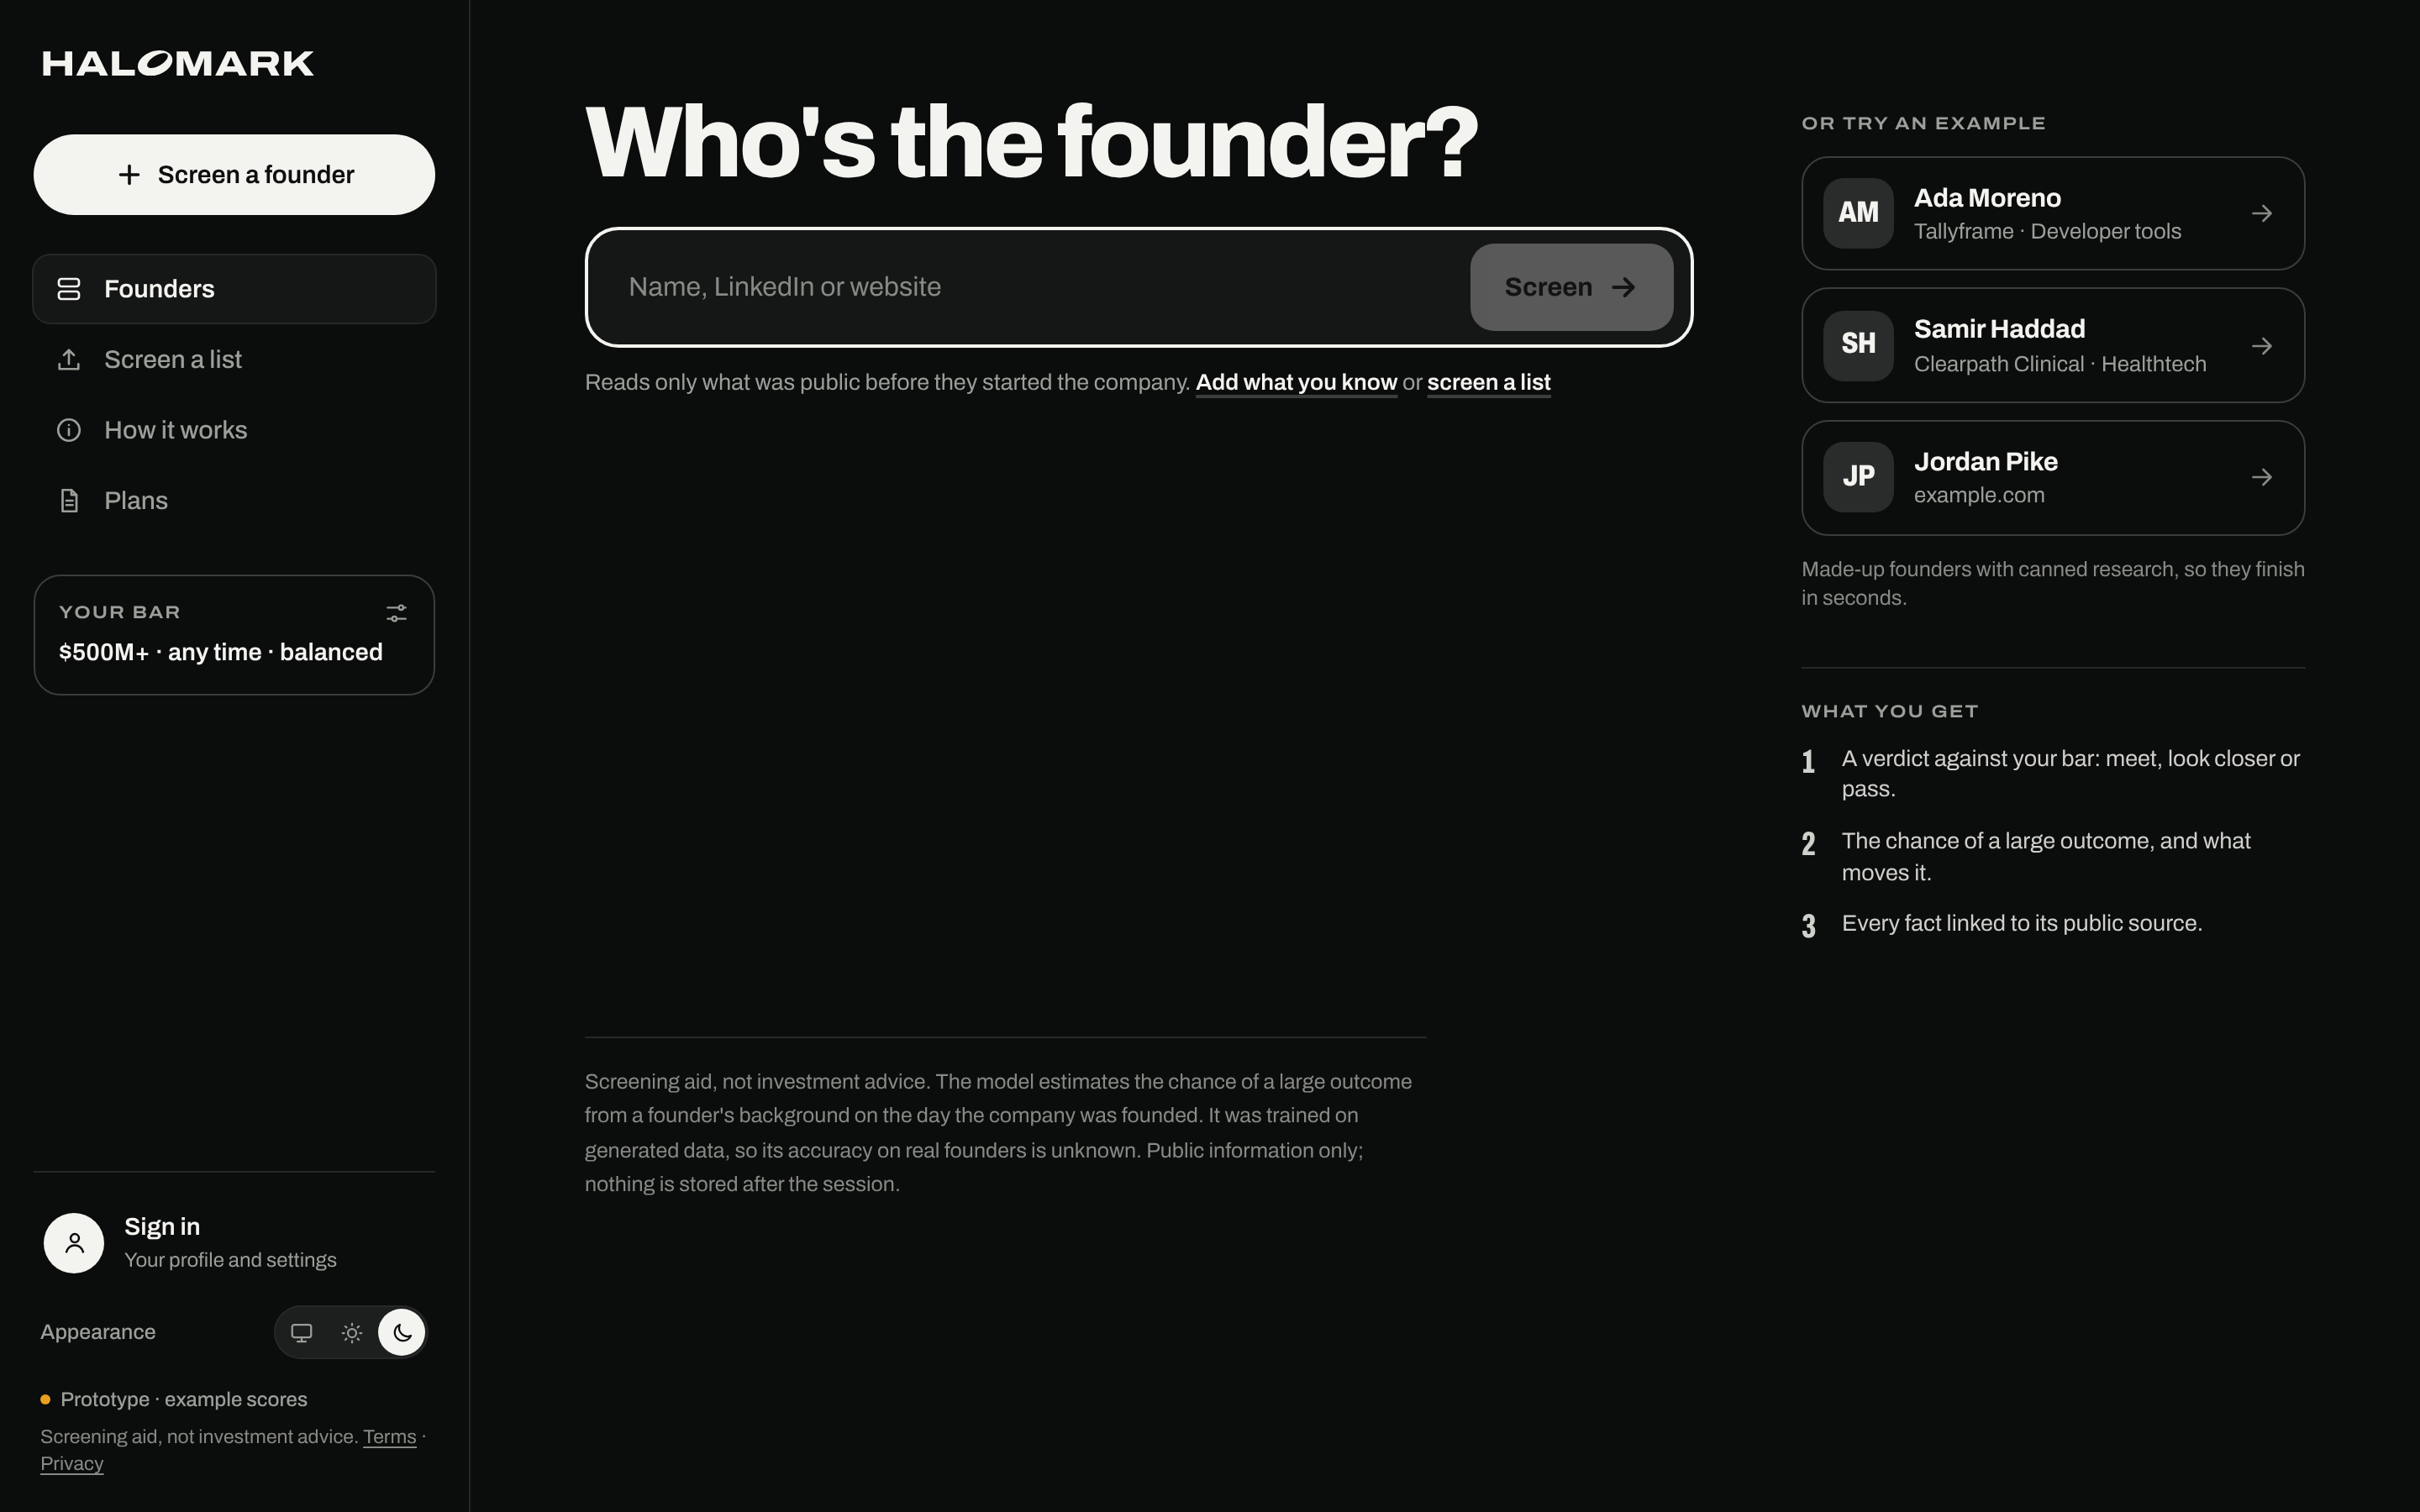 HALOMARK
Screen a founder
Founders
Screen a list
How it works
Plans
YOUR BAR
$500M+ · any time · balanced
Sign in
Your profile and settings
Appearance
Prototype · example scores
Screening aid, not investment advice. Terms ·
Privacy
Who's the founder?
Name, LinkedIn or website
Screen
Reads only what was public before they started the company. Add what you know or screen a list
Screening aid, not investment advice. The model estimates the chance of a large outcome
from a founder's background on the day the company was founded. It was trained on
generated data, so its accuracy on real founders is unknown. Public information only;
nothing is stored after the session.
OR TRY AN EXAMPLE
AM
Ada Moreno
Tallyframe · Developer tools
SH
Samir Haddad
Clearpath Clinical · Healthtech
JP
Jordan Pike
example.com
Made-up founders with canned research, so they finish
in seconds.
WHAT YOU GET
1 A verdict against your bar: meet, look closer or
pass.
2 The chance of a large outcome, and what
moves it.
3 Every fact linked to its public source.